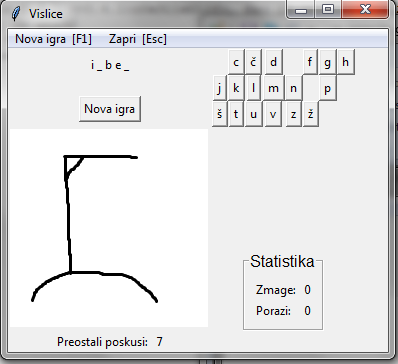 Vislice
Nova igra [F1] Zapri [Esc]
i _ b e _
c č d f g h
Nova igra
j k l m n p
š t u v z ž
Statistika
Zmage: 0
Porazi: 0
Preostali poskusi: 7